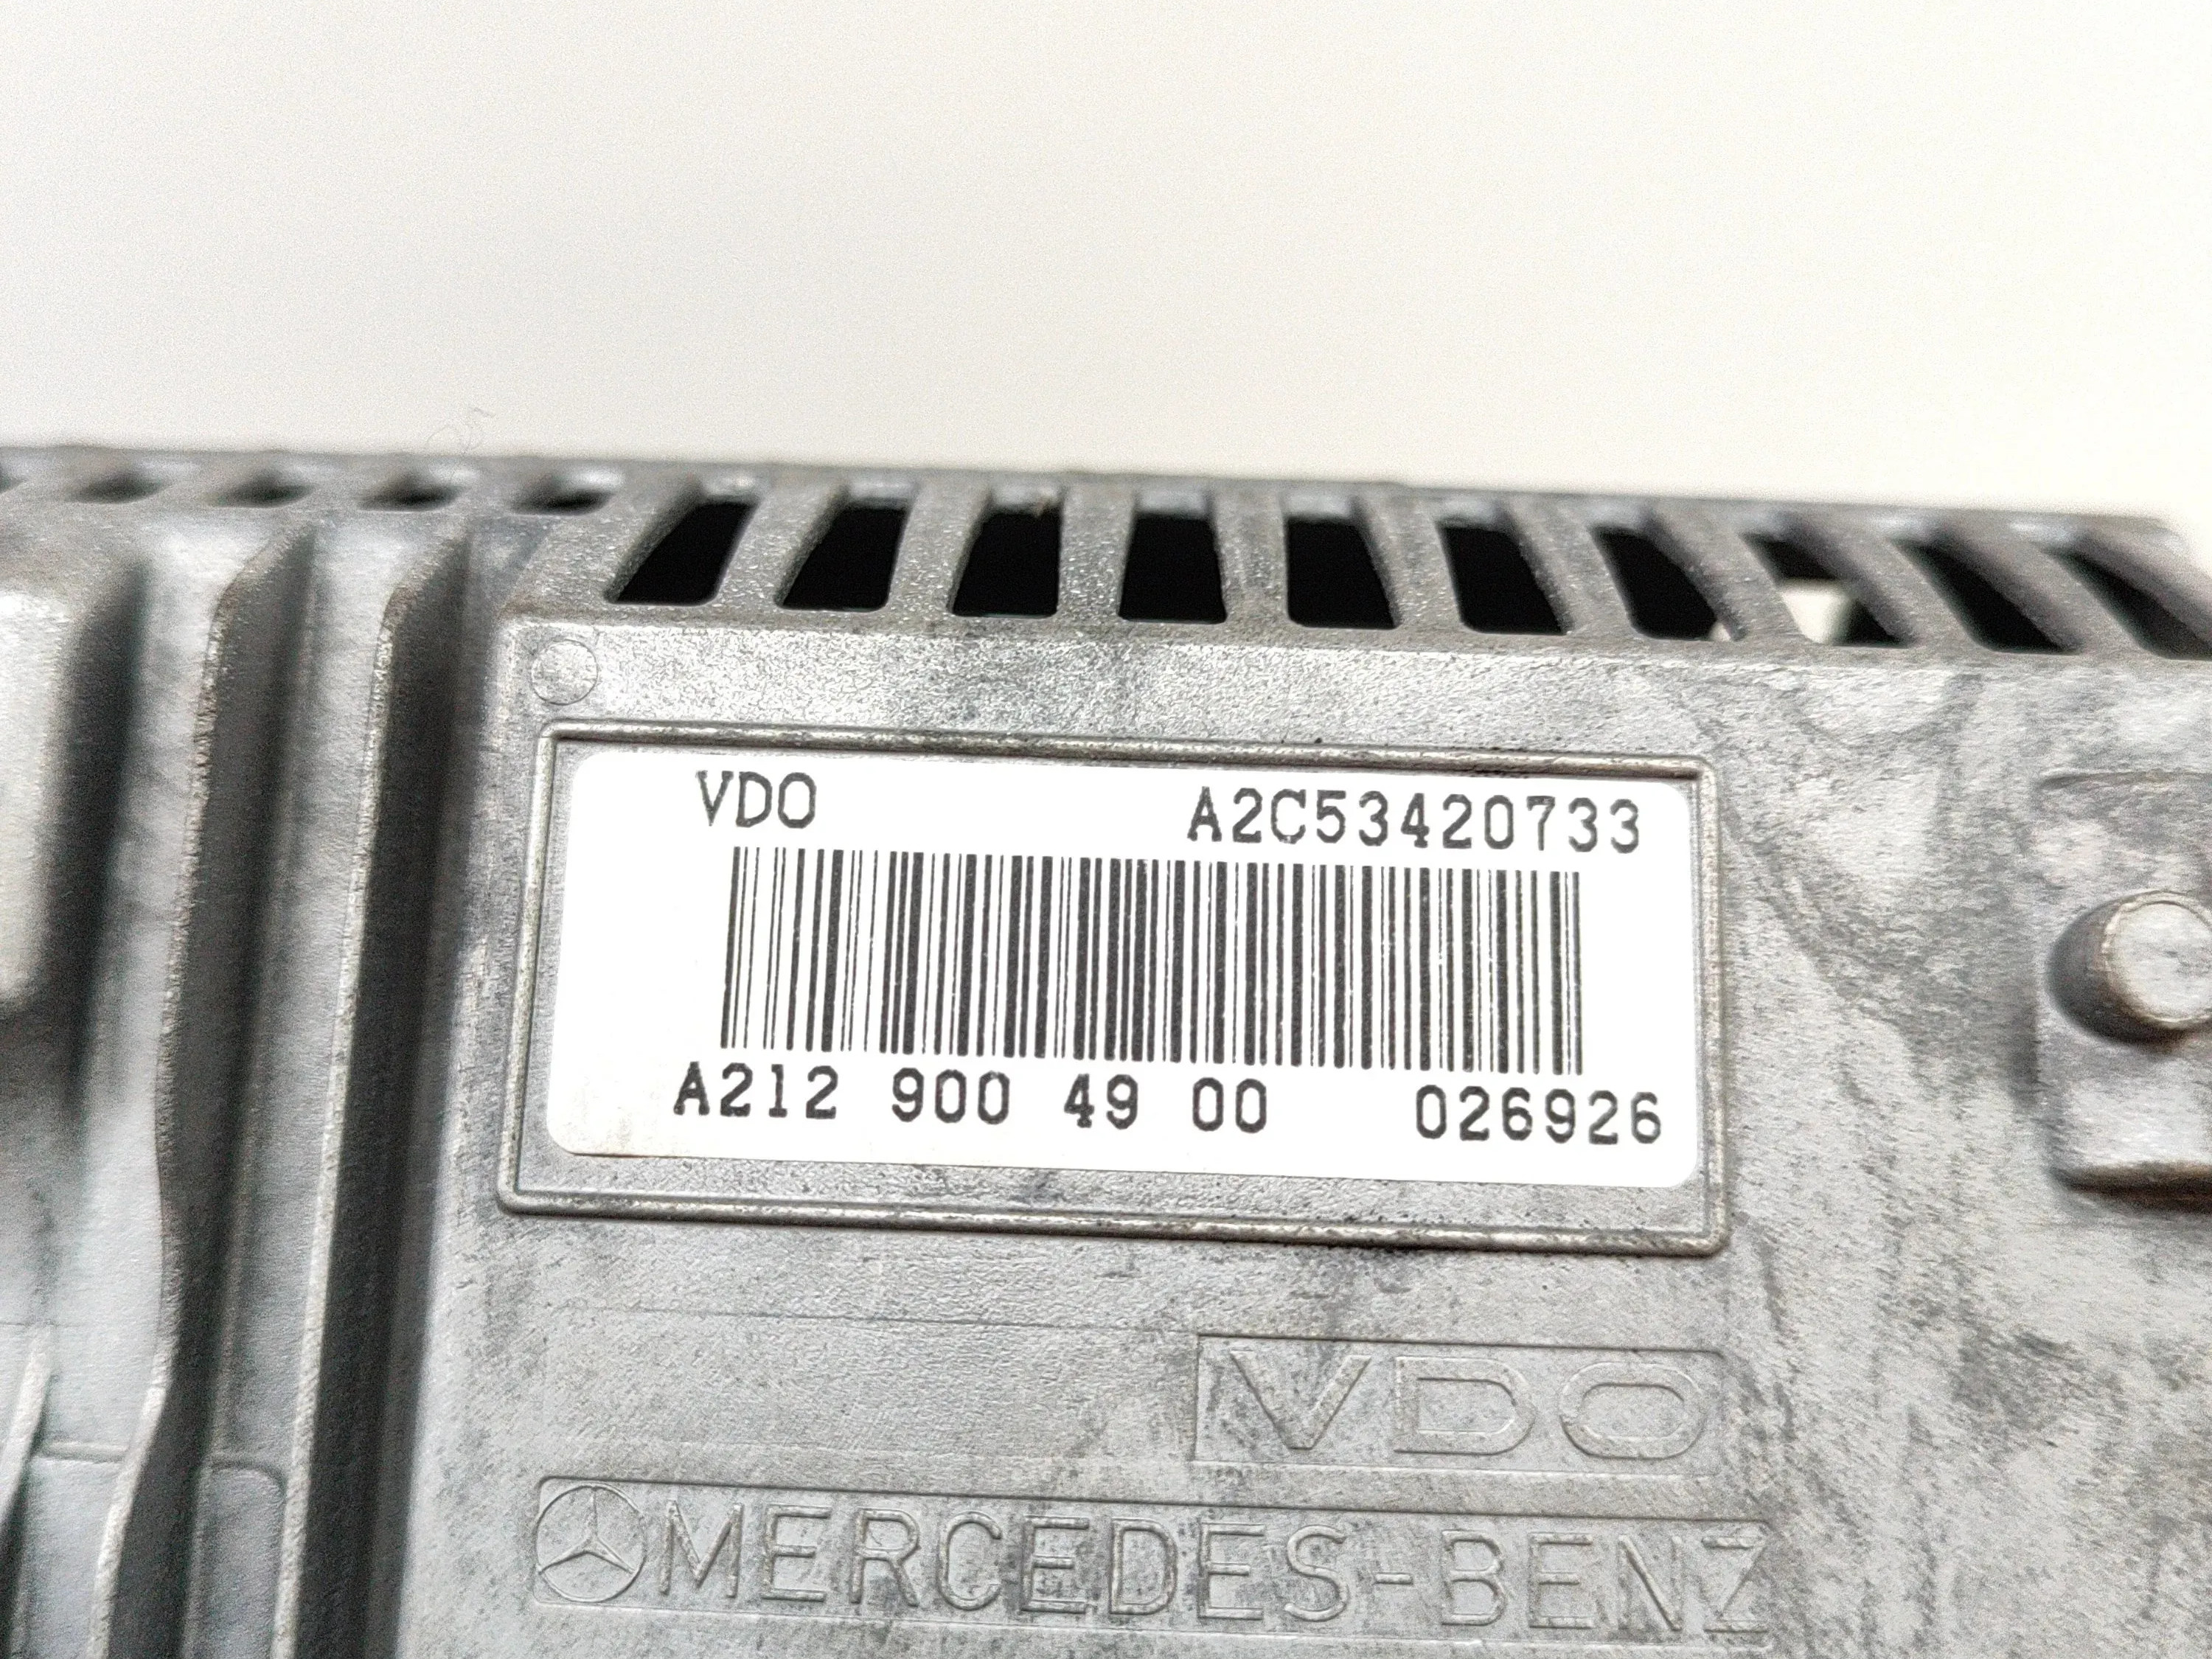 VDO A2C53420733
A212 900 49 00 026926
VDO
MERCEDES-BENZ